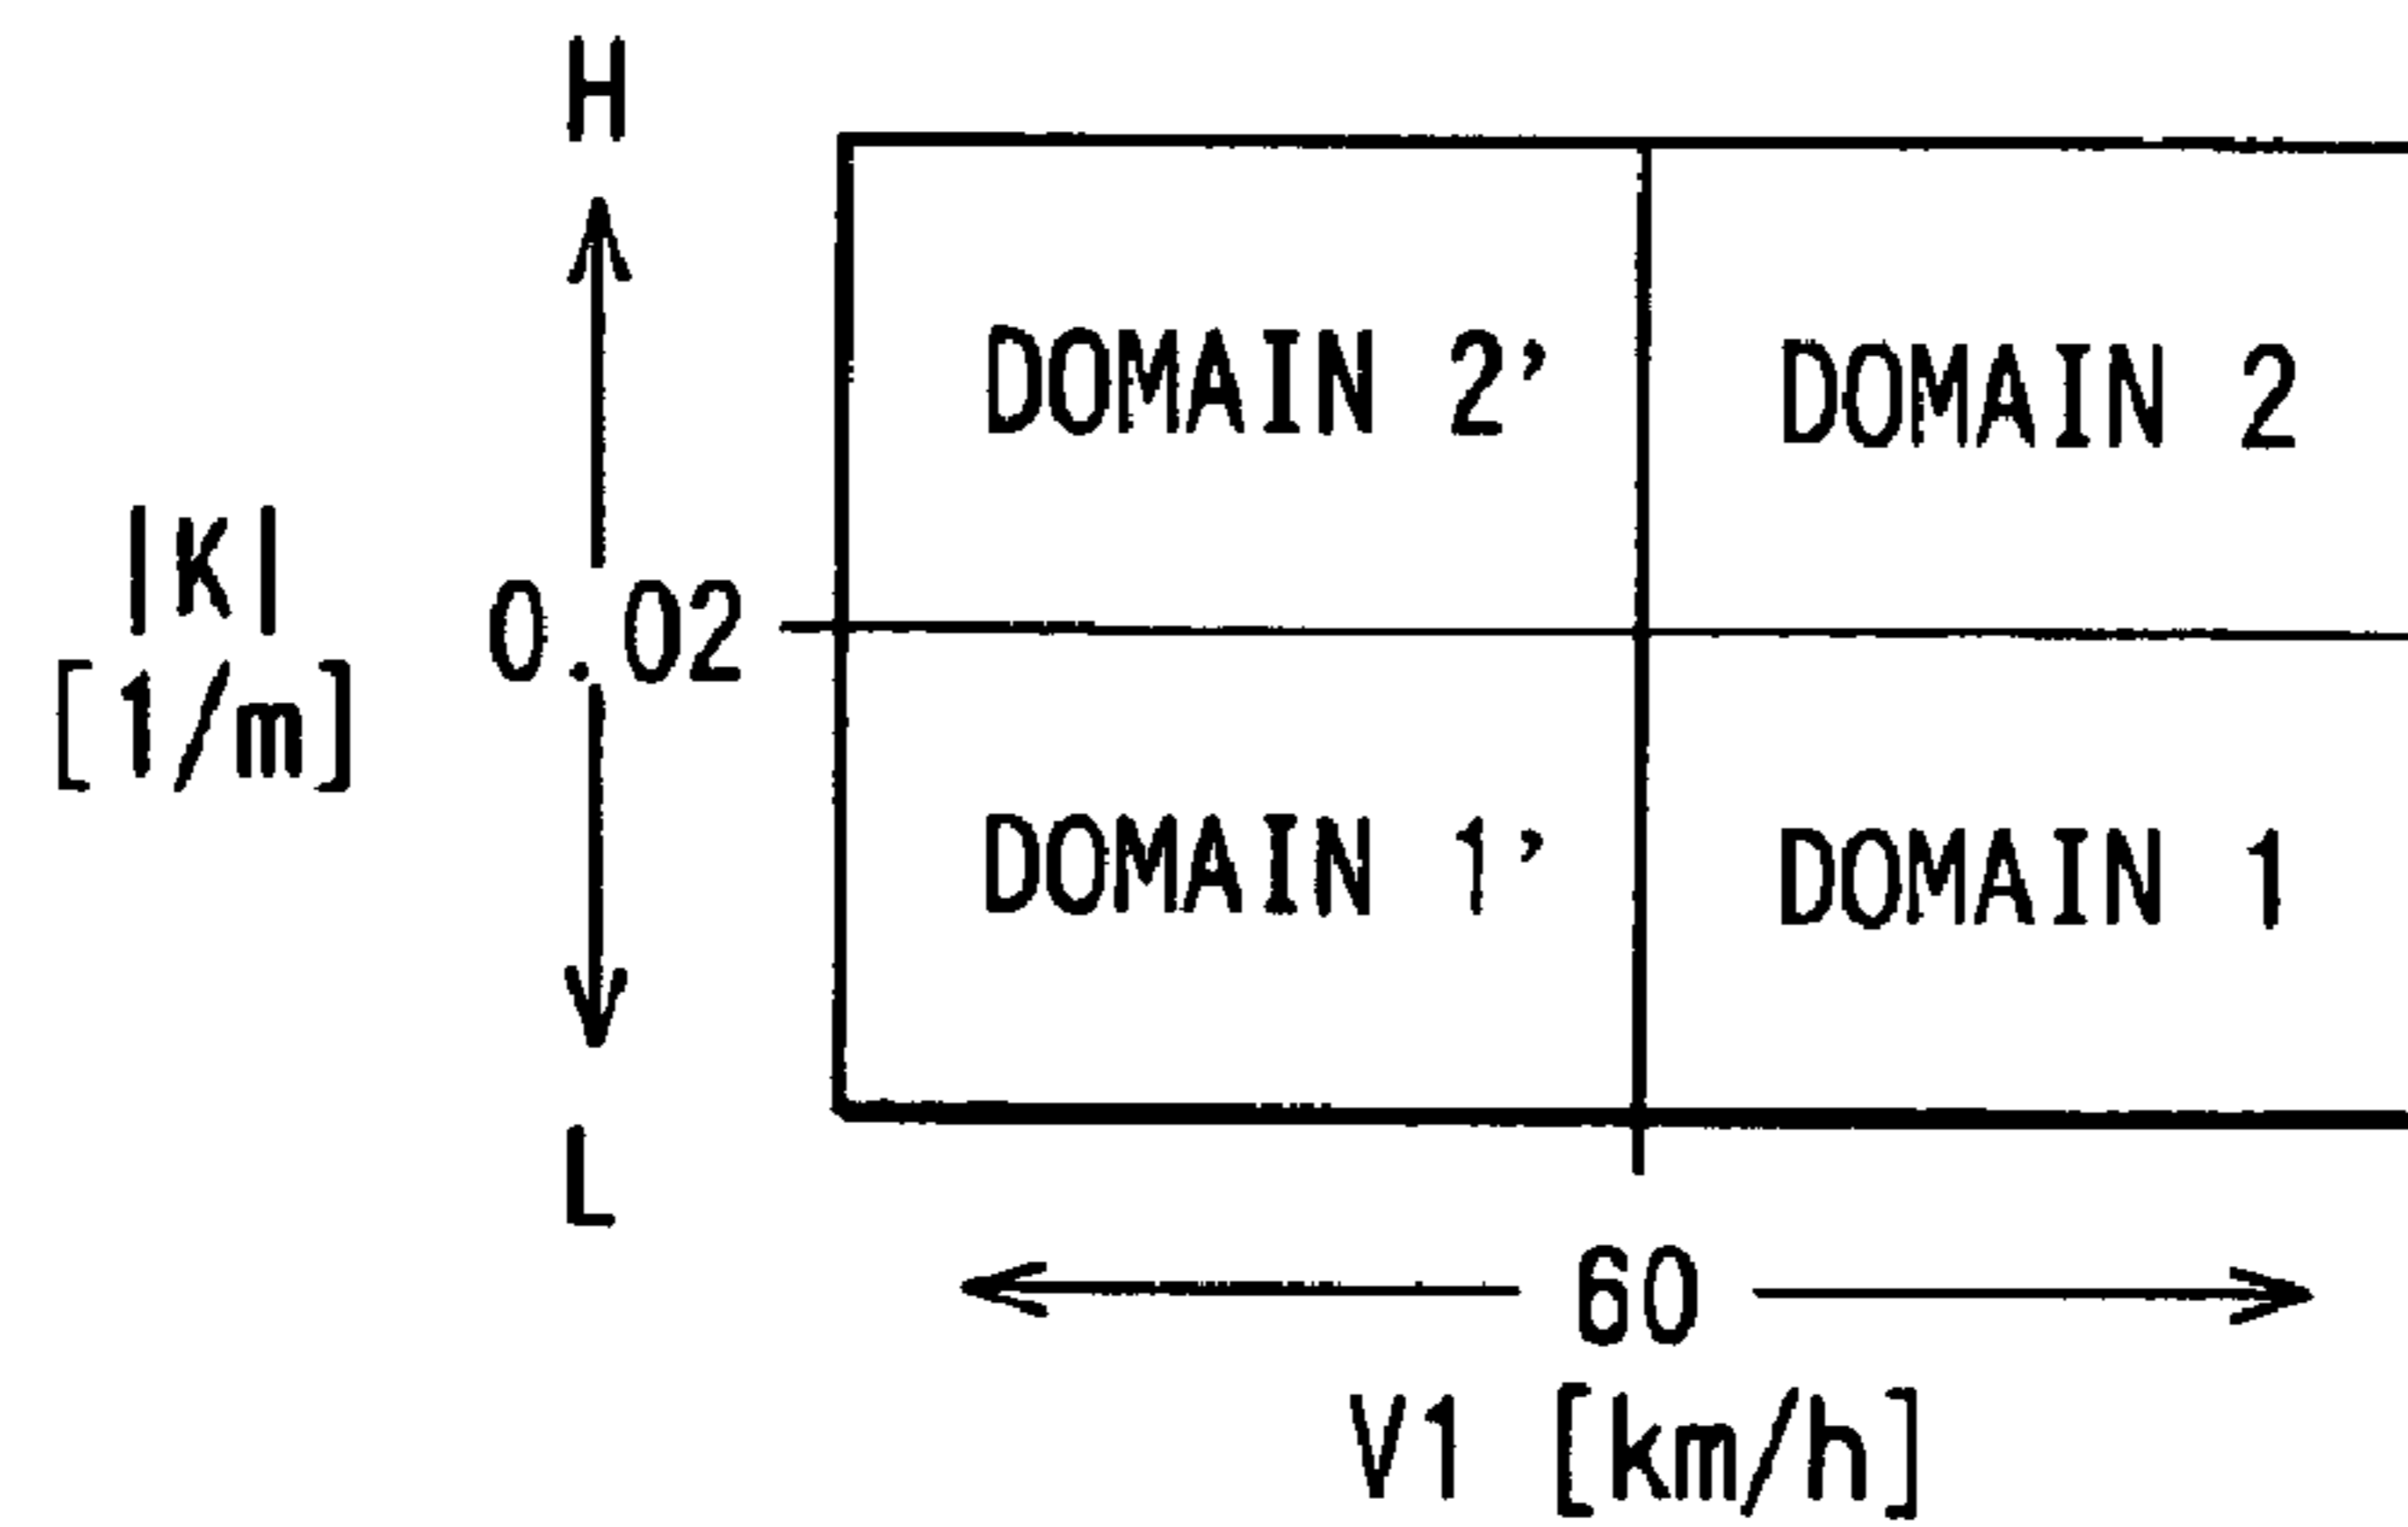 H
DOMAIN 2’ DOMAIN 2
|K|
[1/m]
0.02
DOMAIN 1’ DOMAIN 1
L
60
V1 [km/h]